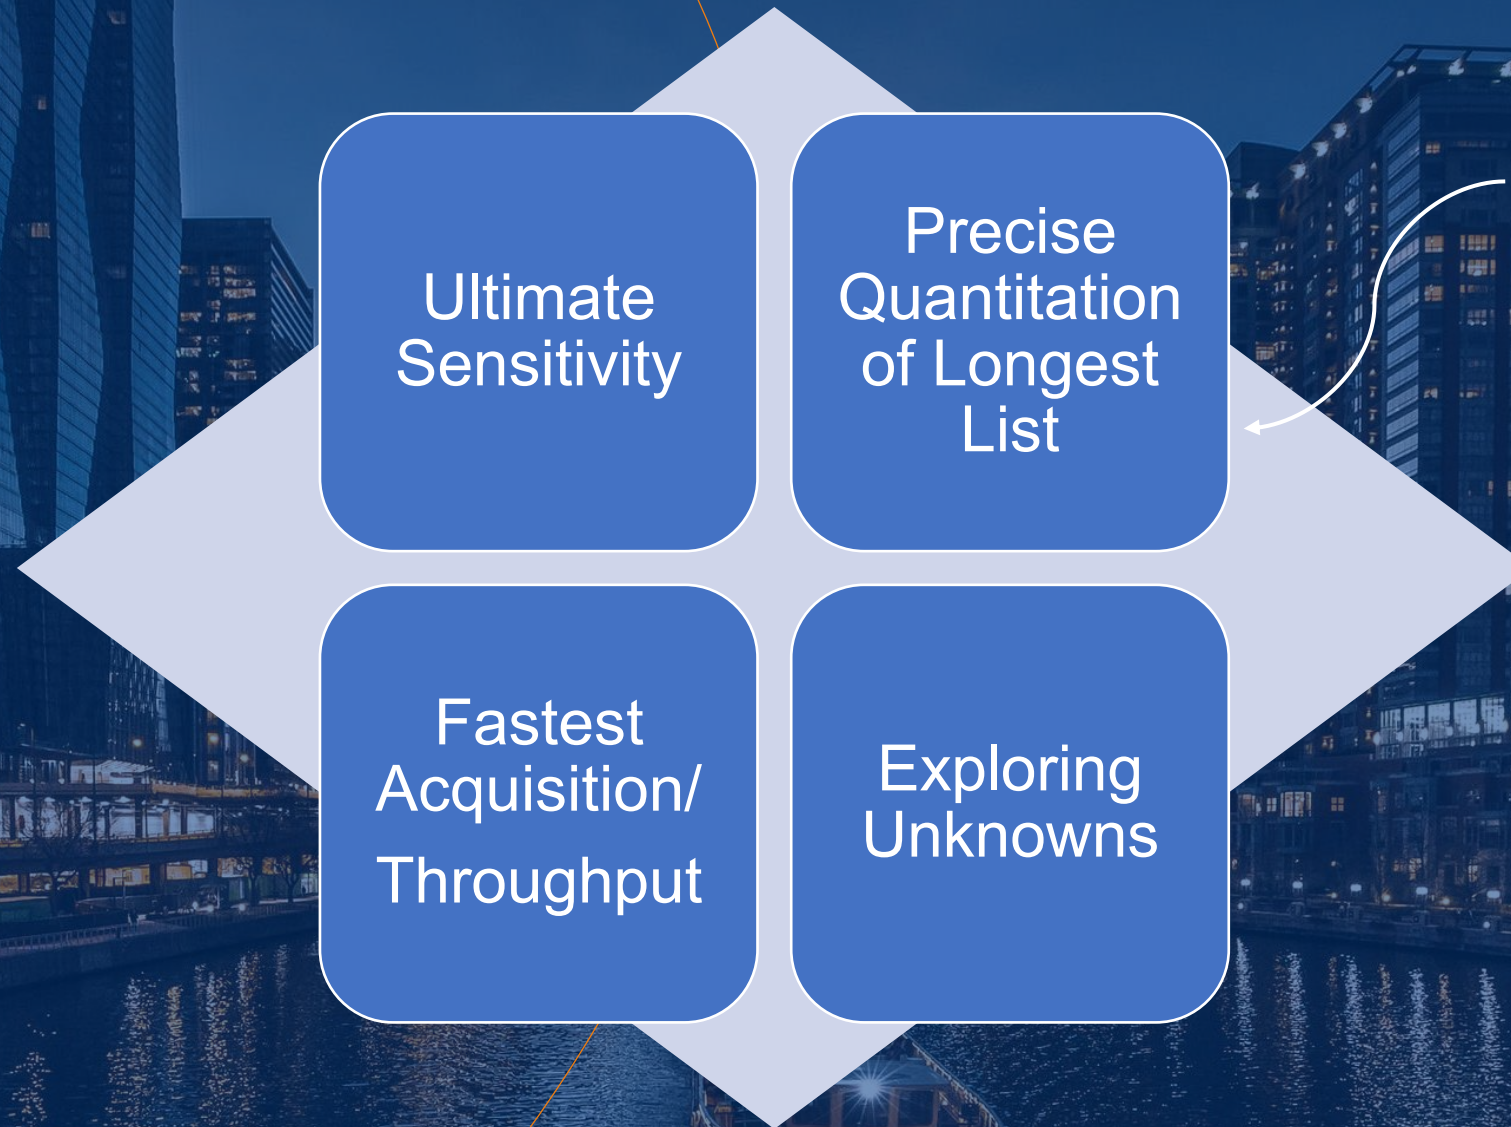 Ultimate
Sensitivity
Precise
Quantitation
of Longest
List
Fastest
Acquisition/
Throughput
Exploring
Unknowns